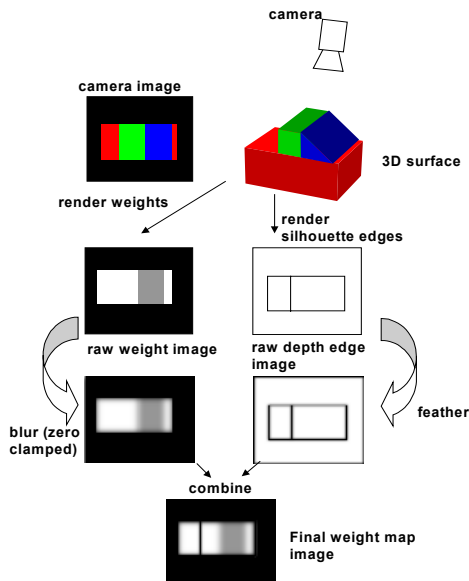 camera
camera image
3D surface
render weights
render
silhouette edges
raw weight image
raw depth edge
image
blur (zero
clamped)
feather
combine
Final weight map
image